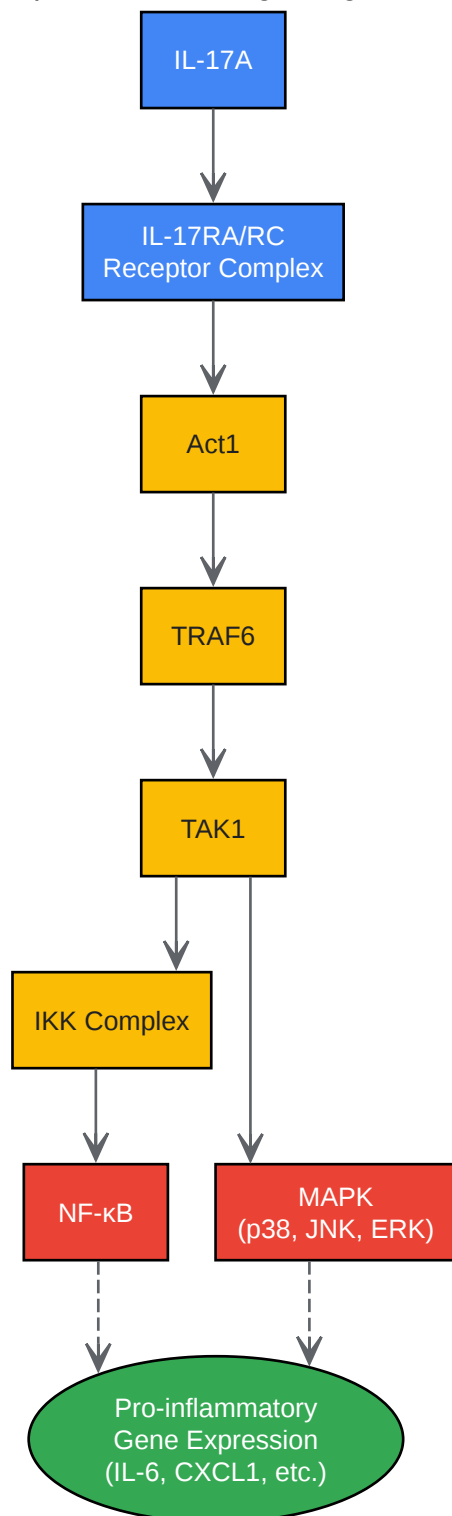 IL-17A
IL-17RA/RC
Receptor Complex
Act1
TRAF6
TAK1
IKK Complex
NF-κB
MAPK
(p38, JNK, ERK)
Pro-inflammatory
Gene Expression
(IL-6, CXCL1, etc.)